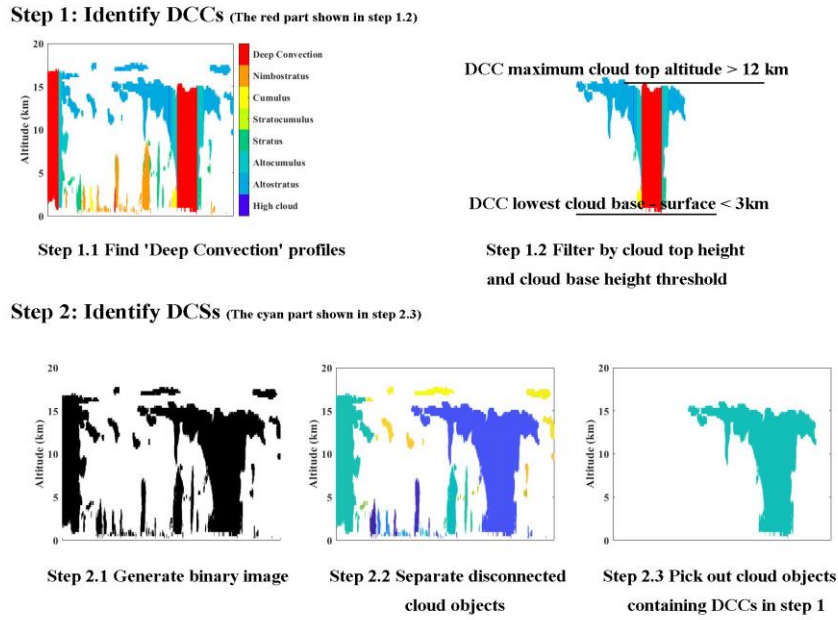 Step 1: Identify DCCs (The red part shown in step 1.2)
20
15
10
5
0
Altitude (km)
Deep Convection
Nimbostratus
Cumulus
Stratocumulus
Stratus
Altocumulus
Altostratus
High cloud
DCC maximum cloud top altitude > 12 km
DCC lowest cloud base - surface < 3km
Step 1.1 Find 'Deep Convection' profiles
Step 1.2 Filter by cloud top height
and cloud base height threshold
Step 2: Identify DCSs (The cyan part shown in step 2.3)
20
15
10
5
0
Altitude (km)
20
15
10
5
0
Altitude (km)
20
15
10
5
0
Altitude (km)
Step 2.1 Generate binary image
Step 2.2 Separate disconnected
cloud objects
Step 2.3 Pick out cloud objects
containing DCCs in step 1